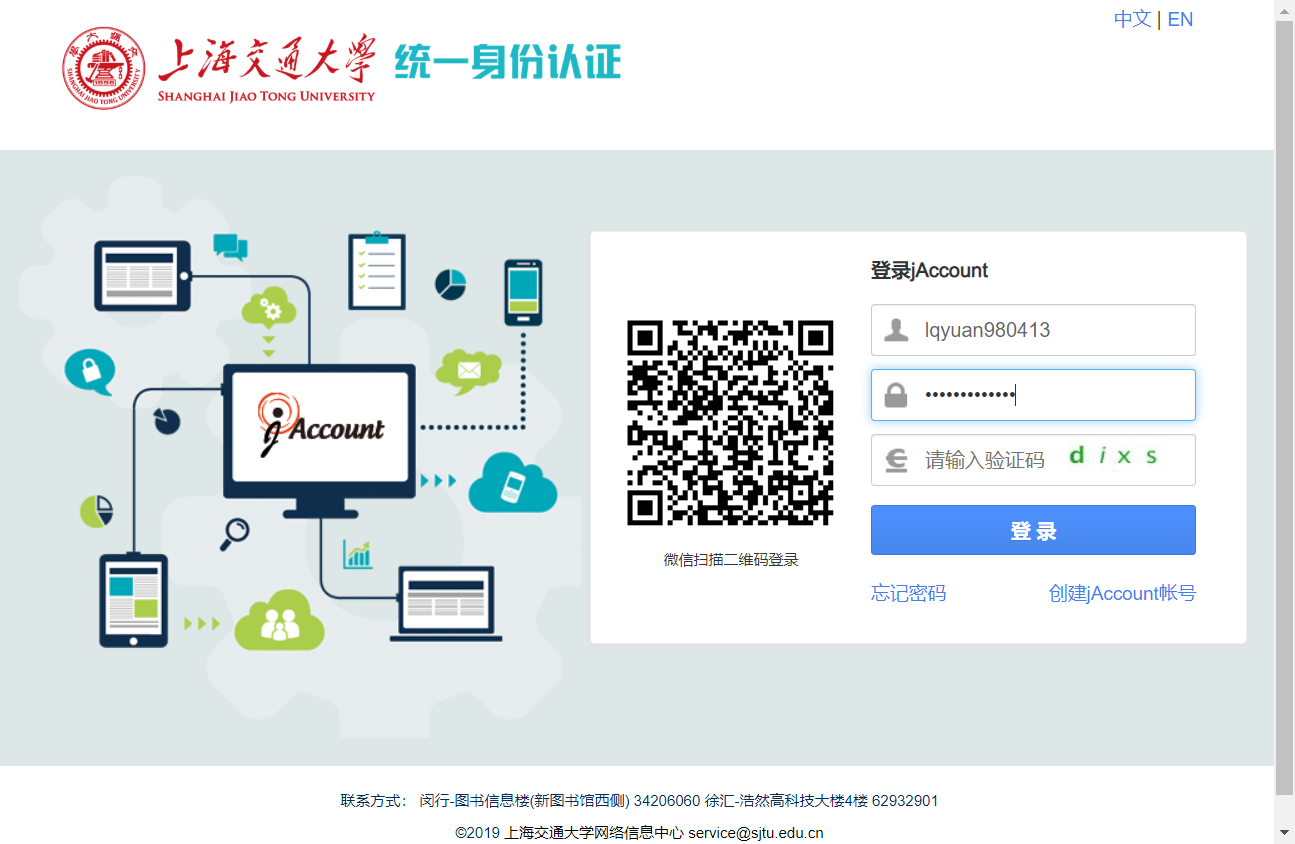 中文 | EN
上海交通大学 统一身份认证
SHANGHAI JIAO TONG UNIVERSITY
登录jAccount
lqyuan980413
•••••••••••••
请输入验证码 d i x s
登 录
忘记密码 创建jAccount帐号
微信扫描二维码登录
jAccount
联系方式： 闵行-图书信息楼(新图书馆西侧) 34206060 徐汇-浩然高科技大楼4楼 62932901
©2019 上海交通大学网络信息中心 service@sjtu.edu.cn